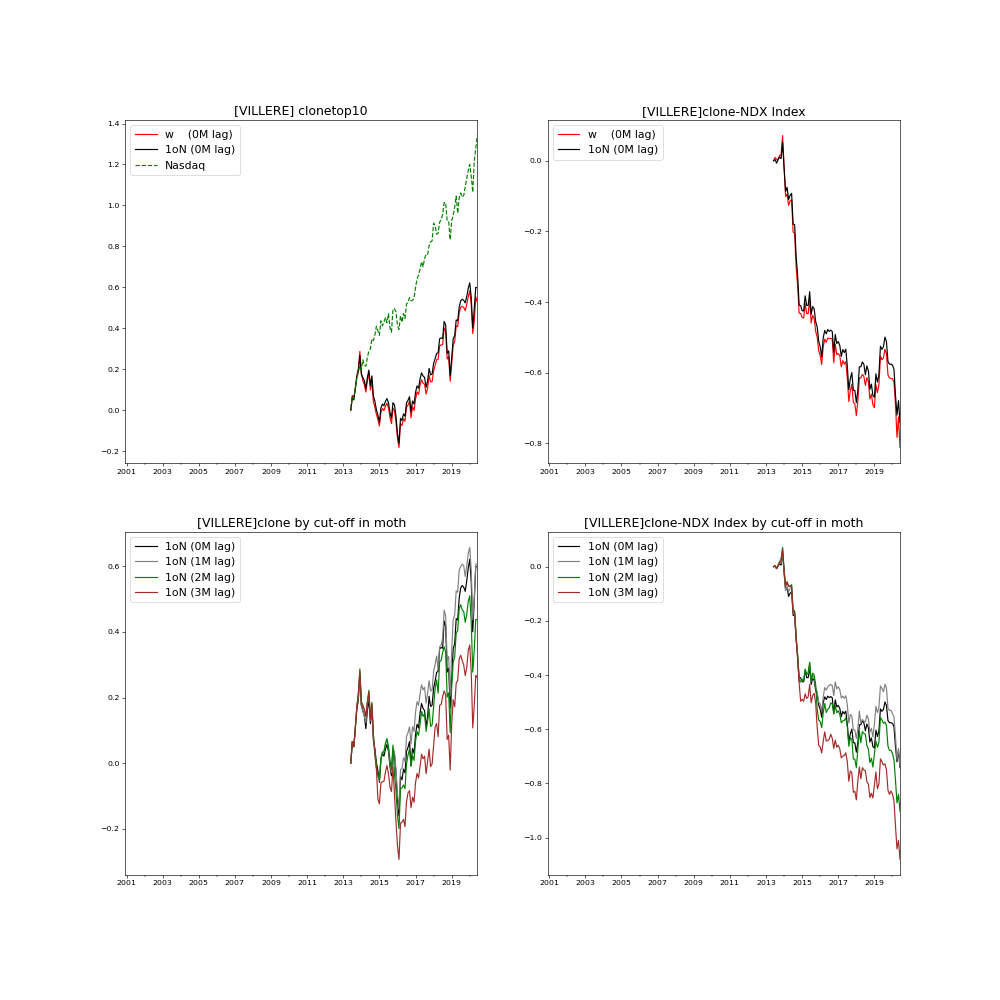 [VILLERE] clonetop10
1.4
1.2
1.0
0.8
0.6
0.4
0.2
0.0
−0.2
w    (0M lag)
1oN (0M lag)
Nasdaq
2001 2003 2005 2007 2009 2011 2013 2015 2017 2019
[VILLERE]clone-NDX Index
0.0
−0.2
−0.4
−0.6
−0.8
w    (0M lag)
1oN (0M lag)
2001 2003 2005 2007 2009 2011 2013 2015 2017 2019
[VILLERE]clone by cut-off in moth
0.6
0.4
0.2
0.0
−0.2
1oN (0M lag)
1oN (1M lag)
1oN (2M lag)
1oN (3M lag)
2001 2003 2005 2007 2009 2011 2013 2015 2017 2019
[VILLERE]clone-NDX Index by cut-off in moth
0.0
−0.2
−0.4
−0.6
−0.8
−1.0
1oN (0M lag)
1oN (1M lag)
1oN (2M lag)
1oN (3M lag)
2001 2003 2005 2007 2009 2011 2013 2015 2017 2019